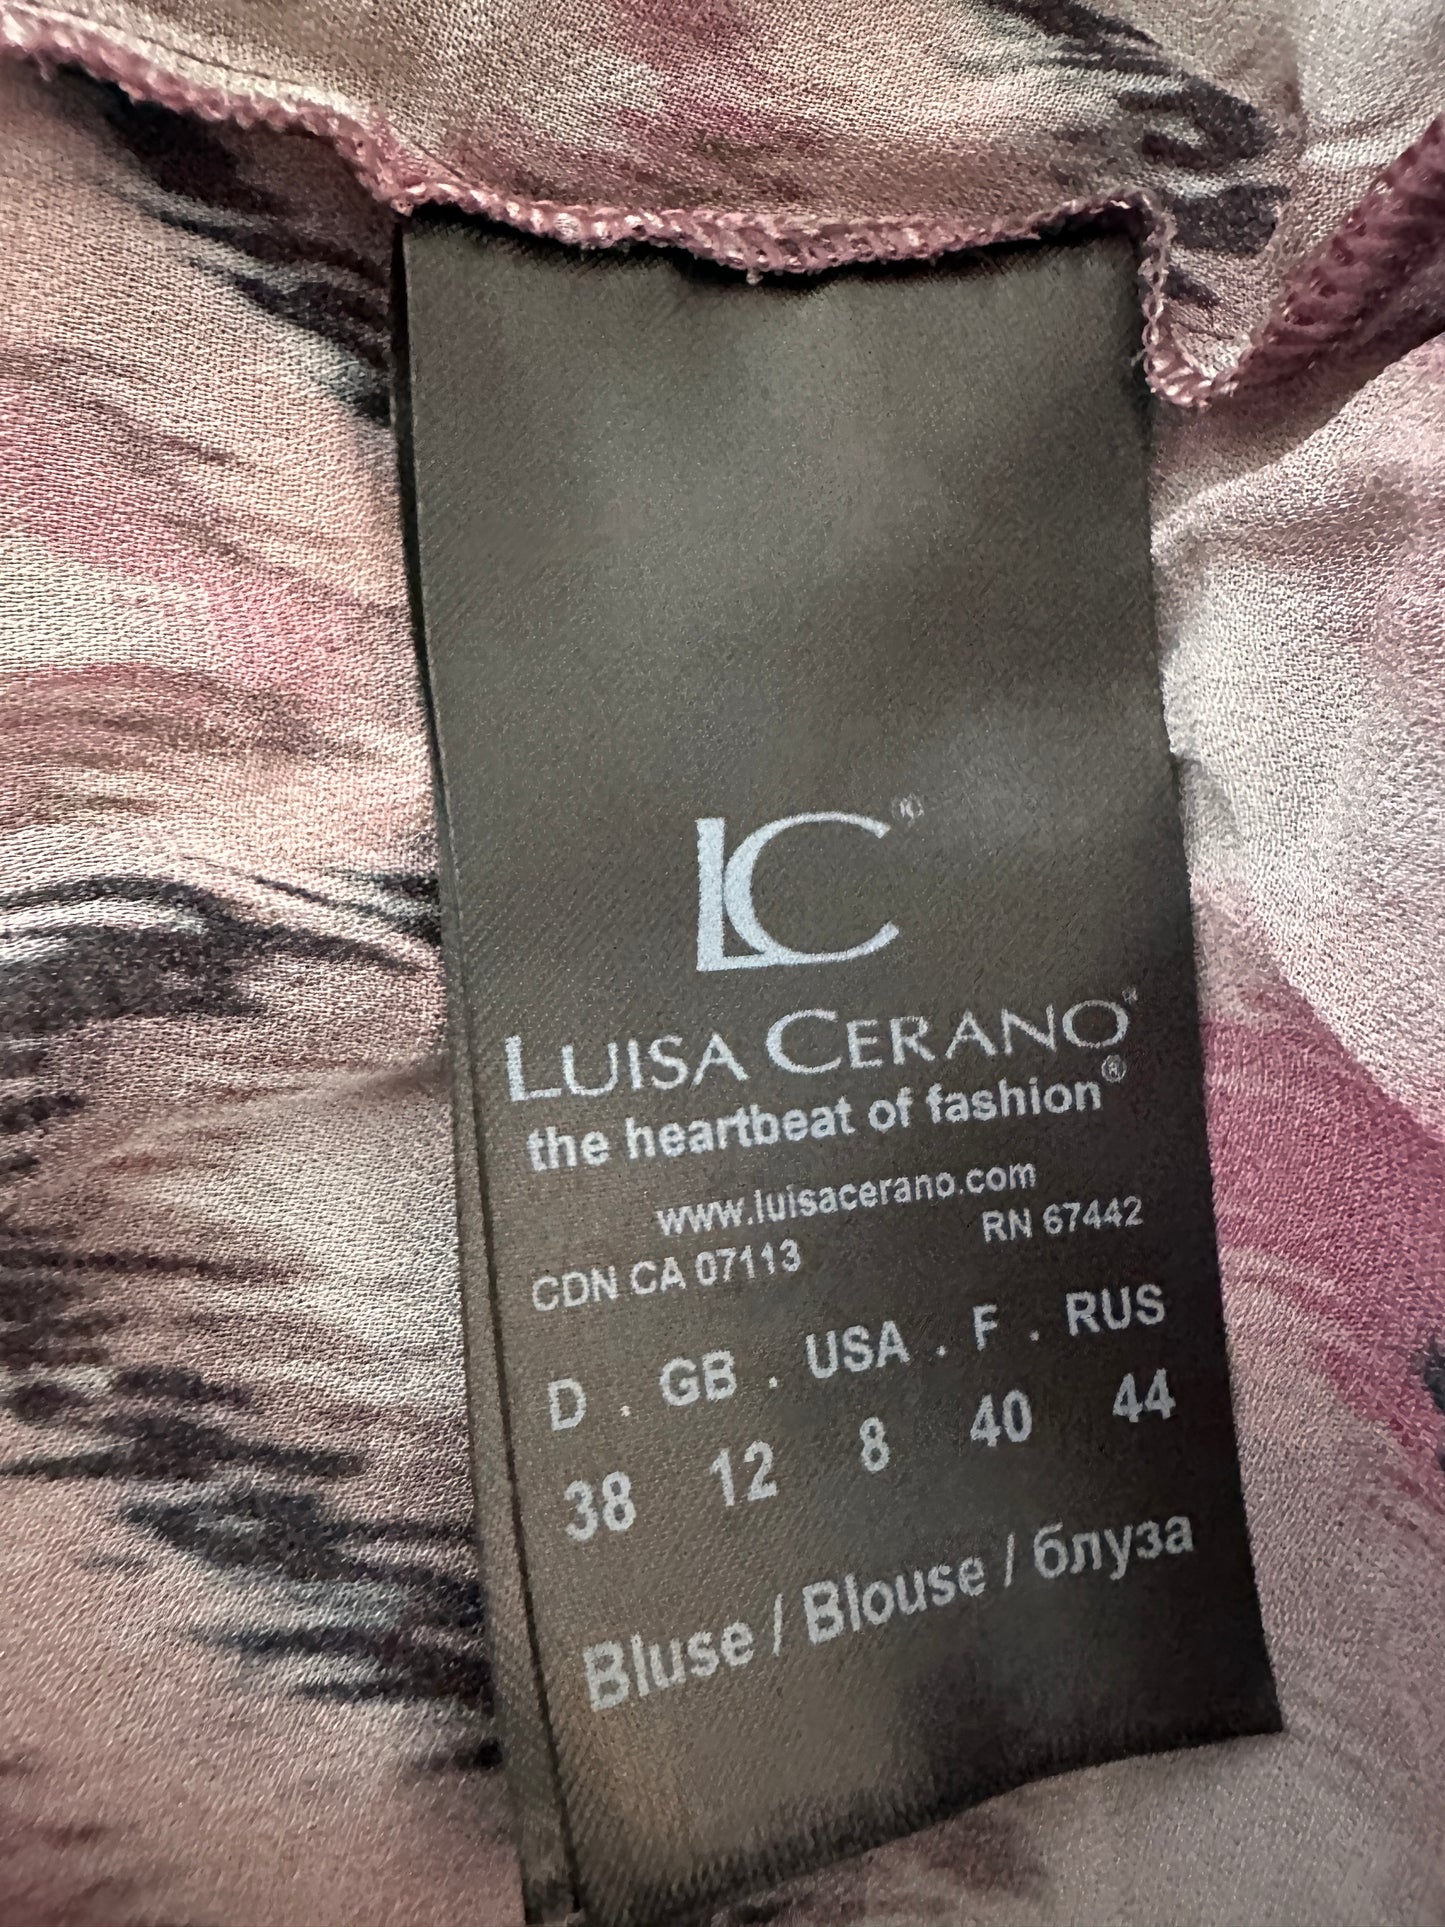 LC®
LUISA CERANO®
the heartbeat of fashion®
www.luisacerano.com
CDN CA 07113 RN 67442
D . GB . USA . F . RUS
38 12 8 40 44
Bluse / Blouse / блуза